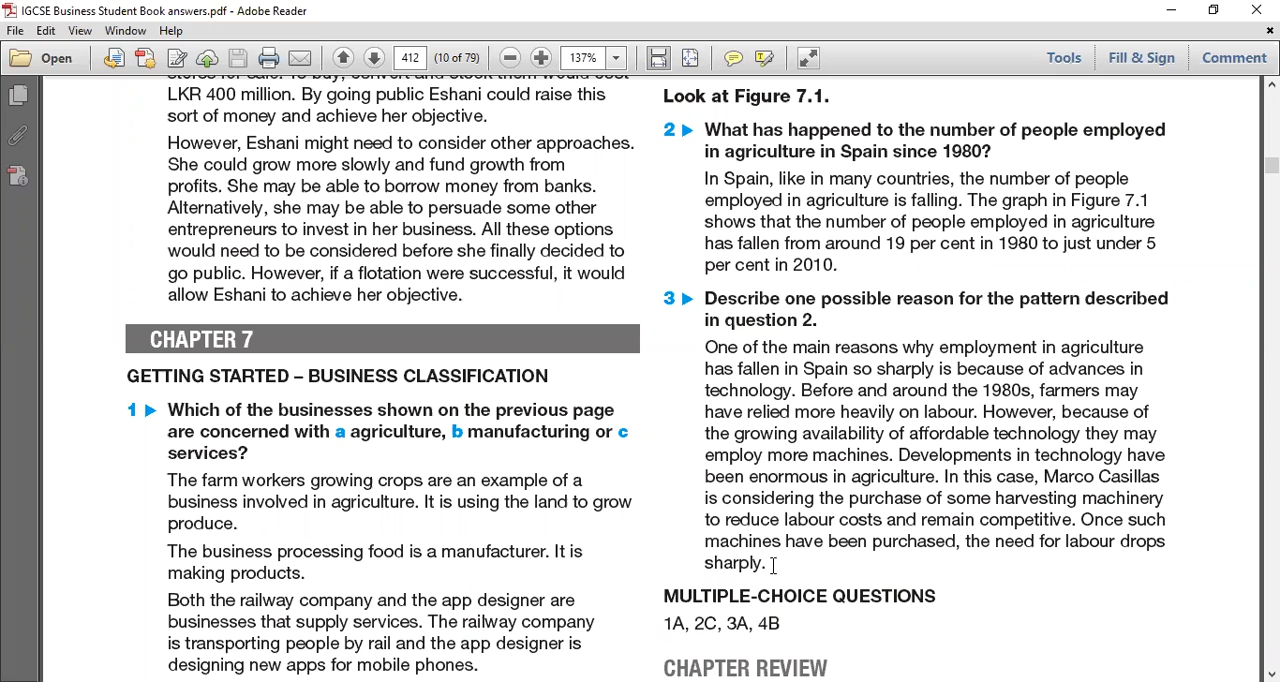 IGCSE Business Student Book answers.pdf - Adobe Reader
File Edit View Window Help
Open 412 (10 of 79) 137% Tools Fill & Sign Comment
LKR 400 million. By going public Eshani could raise this
sort of money and achieve her objective.
However, Eshani might need to consider other approaches.
She could grow more slowly and fund growth from
profits. She may be able to borrow money from banks.
Alternatively, she may be able to persuade some other
entrepreneurs to invest in her business. All these options
would need to be considered before she finally decided to
go public. However, if a flotation were successful, it would
allow Eshani to achieve her objective.
CHAPTER 7
GETTING STARTED – BUSINESS CLASSIFICATION
1 ▶ Which of the businesses shown on the previous page
are concerned with a agriculture, b manufacturing or c
services?
The farm workers growing crops are an example of a
business involved in agriculture. It is using the land to grow
produce.
The business processing food is a manufacturer. It is
making products.
Both the railway company and the app designer are
businesses that supply services. The railway company
is transporting people by rail and the app designer is
designing new apps for mobile phones.
Look at Figure 7.1.
2 ▶ What has happened to the number of people employed
in agriculture in Spain since 1980?
In Spain, like in many countries, the number of people
employed in agriculture is falling. The graph in Figure 7.1
shows that the number of people employed in agriculture
has fallen from around 19 per cent in 1980 to just under 5
per cent in 2010.
3 ▶ Describe one possible reason for the pattern described
in question 2.
One of the main reasons why employment in agriculture
has fallen in Spain so sharply is because of advances in
technology. Before and around the 1980s, farmers may
have relied more heavily on labour. However, because of
the growing availability of affordable technology they may
employ more machines. Developments in technology have
been enormous in agriculture. In this case, Marco Casillas
is considering the purchase of some harvesting machinery
to reduce labour costs and remain competitive. Once such
machines have been purchased, the need for labour drops
sharply.
MULTIPLE-CHOICE QUESTIONS
1A, 2C, 3A, 4B
CHAPTER REVIEW